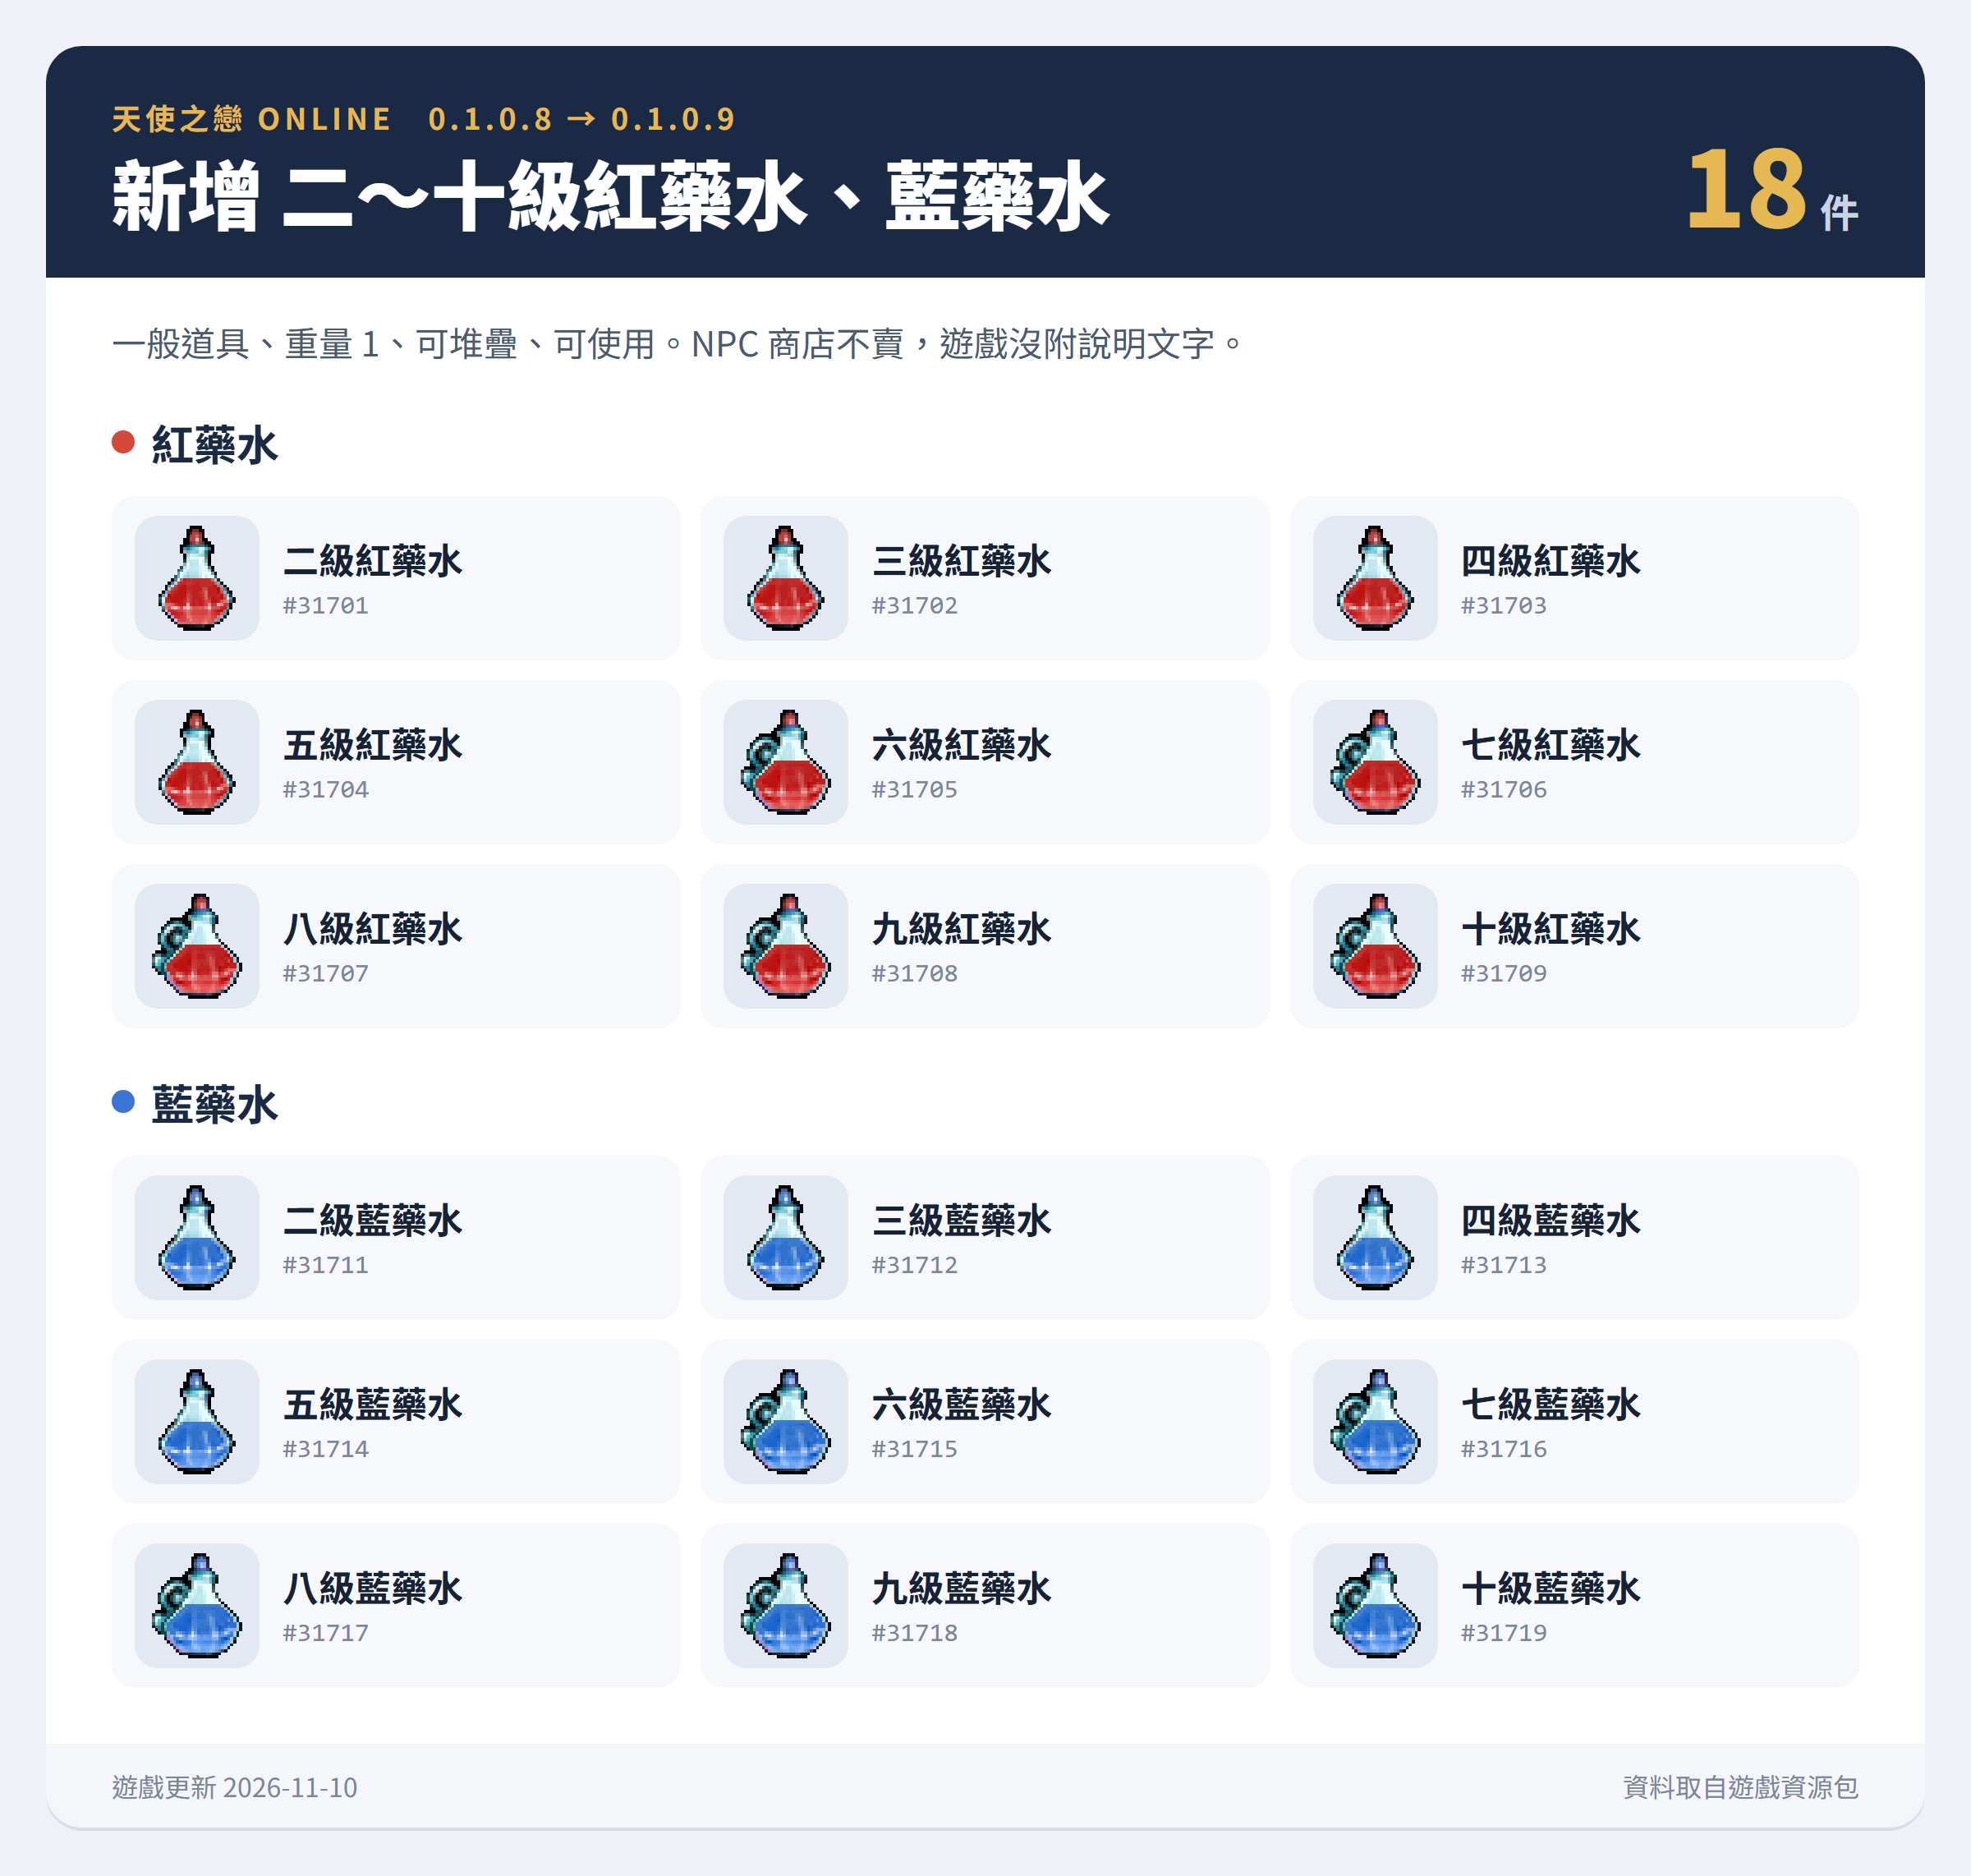 天使之戀 ONLINE 0.1.0.8 → 0.1.0.9
新增 二～十級紅藥水、藍藥水
18 件
一般道具、重量 1、可堆疊、可使用。NPC 商店不賣，遊戲沒附說明文字。
紅藥水
二級紅藥水
#31701
三級紅藥水
#31702
四級紅藥水
#31703
五級紅藥水
#31704
六級紅藥水
#31705
七級紅藥水
#31706
八級紅藥水
#31707
九級紅藥水
#31708
十級紅藥水
#31709
藍藥水
二級藍藥水
#31711
三級藍藥水
#31712
四級藍藥水
#31713
五級藍藥水
#31714
六級藍藥水
#31715
七級藍藥水
#31716
八級藍藥水
#31717
九級藍藥水
#31718
十級藍藥水
#31719
遊戲更新 2026-11-10
資料取自遊戲資源包